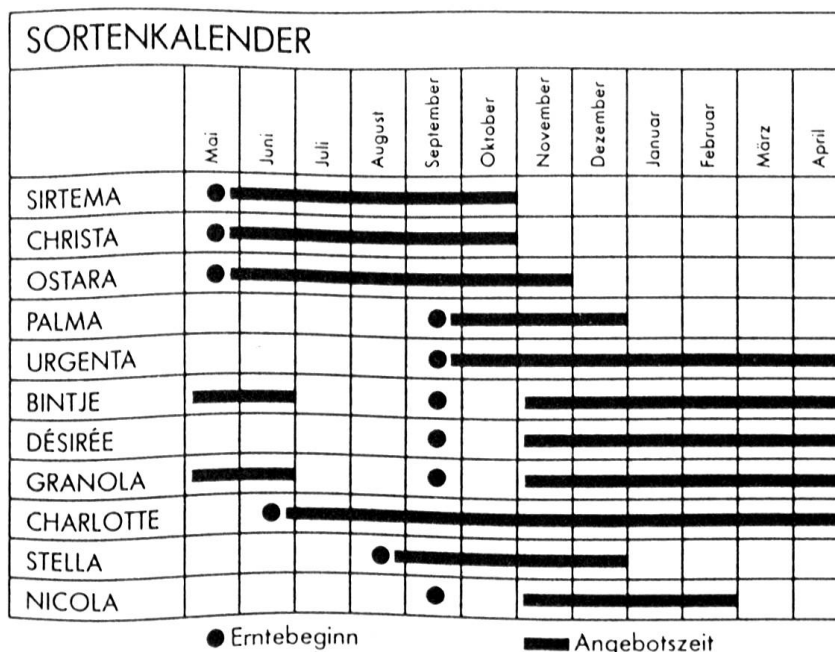 SORTENKALENDER
Mai Juni Juli August September Oktober November Dezember Januar Februar März April
SIRTEMA
CHRISTA
OSTARA
PALMA
URGENTA
BINTJE
DÉSIRÉE
GRANOLA
CHARLOTTE
STELLA
NICOLA
Erntebeginn Angebotszeit